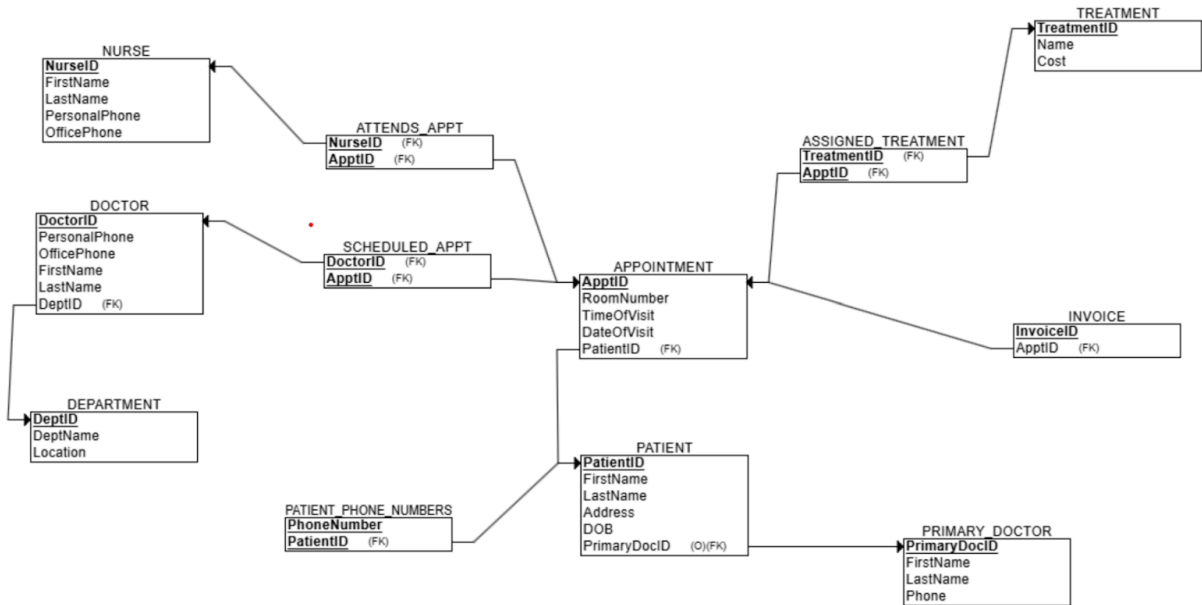 TREATMENT
TreatmentID
Name
Cost
NURSE
NurseID
FirstName
LastName
PersonalPhone
OfficePhone
ATTENDS_APPT
NurseID (FK)
ApptID (FK)
ASSIGNED_TREATMENT
TreatmentID (FK)
ApptID (FK)
DOCTOR
DoctorID
PersonalPhone
OfficePhone
FirstName
LastName
DeptID (FK)
SCHEDULED_APPT
DoctorID (FK)
ApptID (FK)
APPOINTMENT
ApptID
RoomNumber
TimeOfVisit
DateOfVisit
PatientID (FK)
INVOICE
InvoiceID
ApptID (FK)
DEPARTMENT
DeptID
DeptName
Location
PATIENT
PatientID
FirstName
LastName
Address
DOB
PrimaryDocID (O)(FK)
PATIENT_PHONE_NUMBERS
PhoneNumber
PatientID (FK)
PRIMARY_DOCTOR
PrimaryDocID
FirstName
LastName
Phone